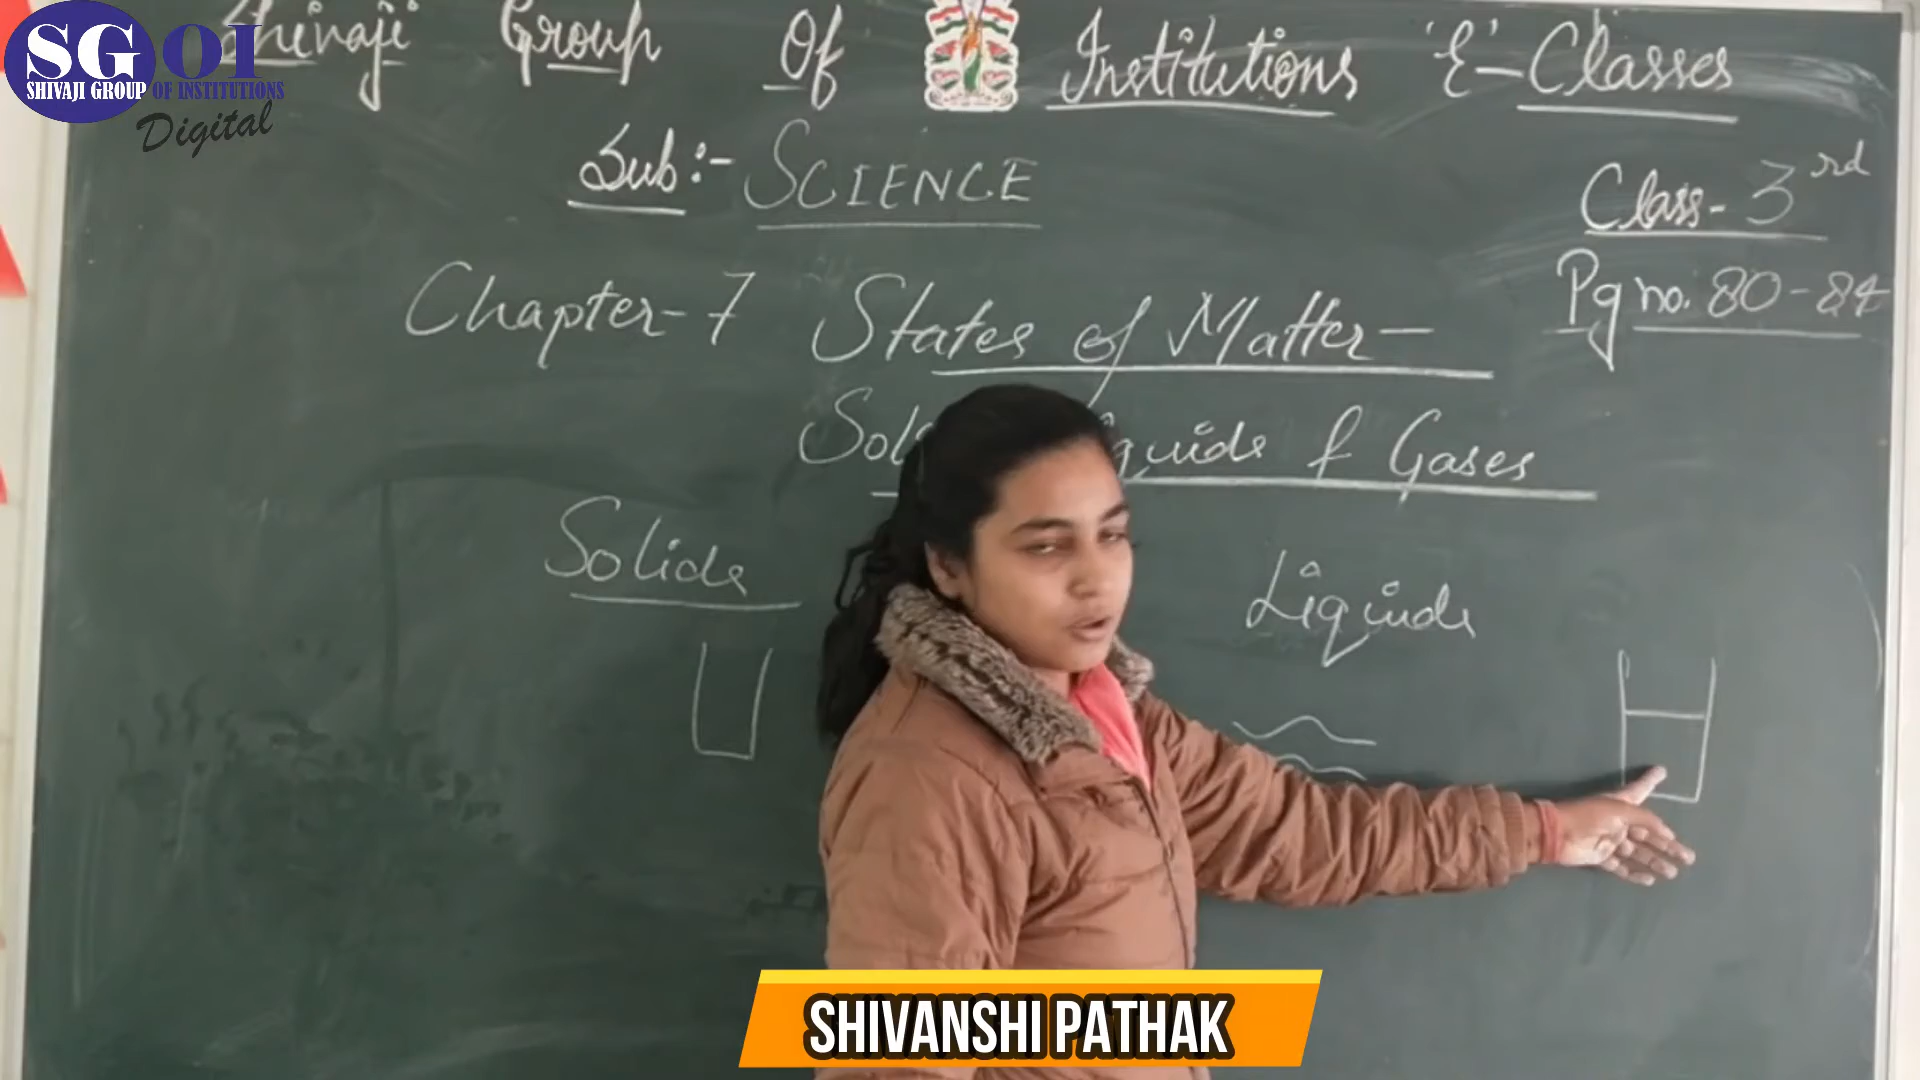 SGOI
SHIVAJI GROUP OF INSTITUTIONS
Digital
Shivaji Group Of Institutions 'E' - Classes
Sub:- SCIENCE
Class - 3rd
Pg no. 80-84
Chapter-7 States of Matter -
Liquids & Gases
Solids
Liquids
SHIVANSHI PATHAK